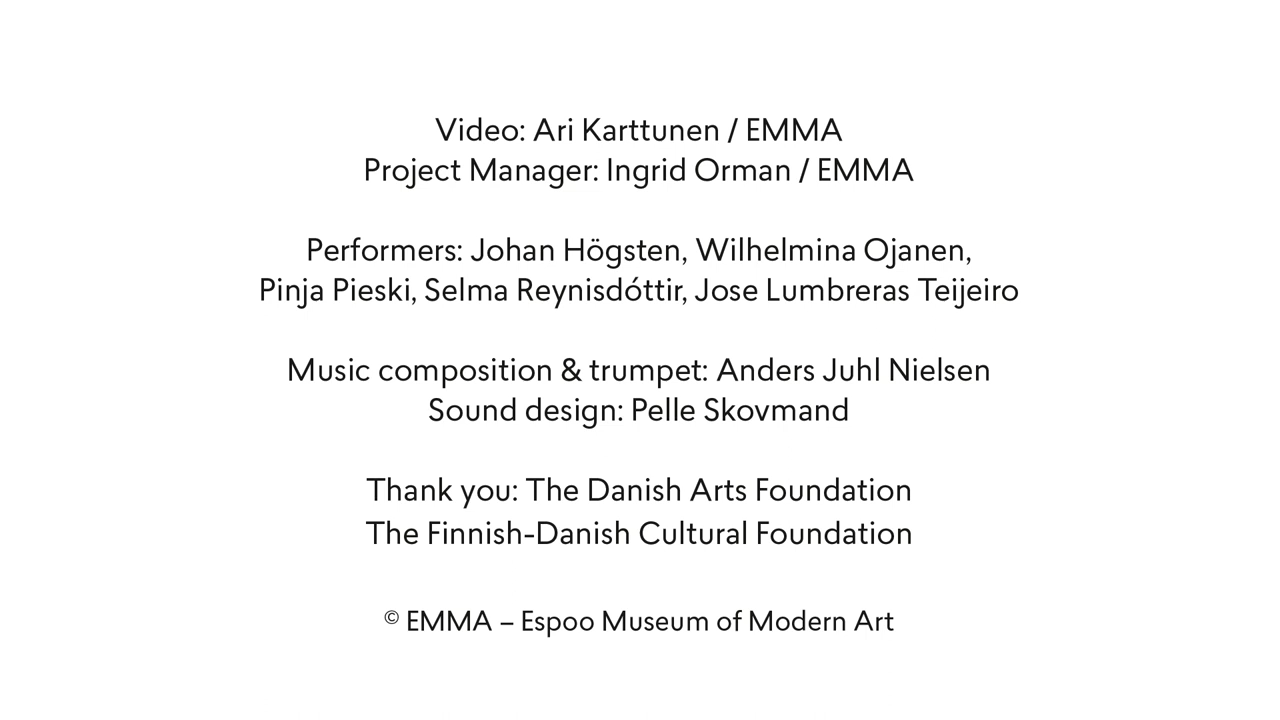 Video: Ari Karttunen / EMMA
Project Manager: Ingrid Orman / EMMA
Performers: Johan Högsten, Wilhelmina Ojanen,
Pinja Pieski, Selma Reynisdóttir, Jose Lumbreras Teijeiro
Music composition & trumpet: Anders Juhl Nielsen
Sound design: Pelle Skovmand
Thank you: The Danish Arts Foundation
The Finnish-Danish Cultural Foundation
© EMMA – Espoo Museum of Modern Art